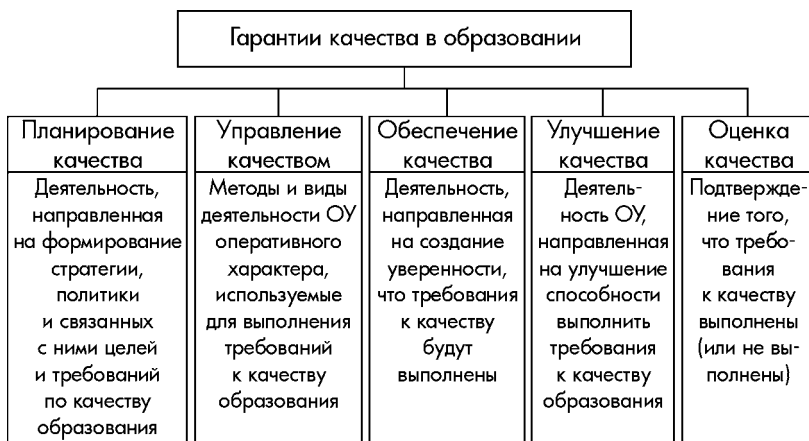 Гарантии качества в образовании
Планирование
качества
Деятельность,
направленная
на формирование
стратегии,
политики
и связанных
с ними целей
и требований
по качеству
образования
Управление
качеством
Методы и виды
деятельности ОУ
оперативного
характера,
используемые
для выполнения
требований
к качеству
образования
Обеспечение
качества
Деятельность,
направленная
на создание
уверенности,
что требования
к качеству
будут
выполнены
Улучшение
качества
Деятель-
ность ОУ,
направленная
на улучшение
способности
выполнить
требования
к качеству
образования
Оценка
качества
Подтвержде-
ние того,
что требо-
вания
к качеству
выполнены
(или не вы-
полнены)